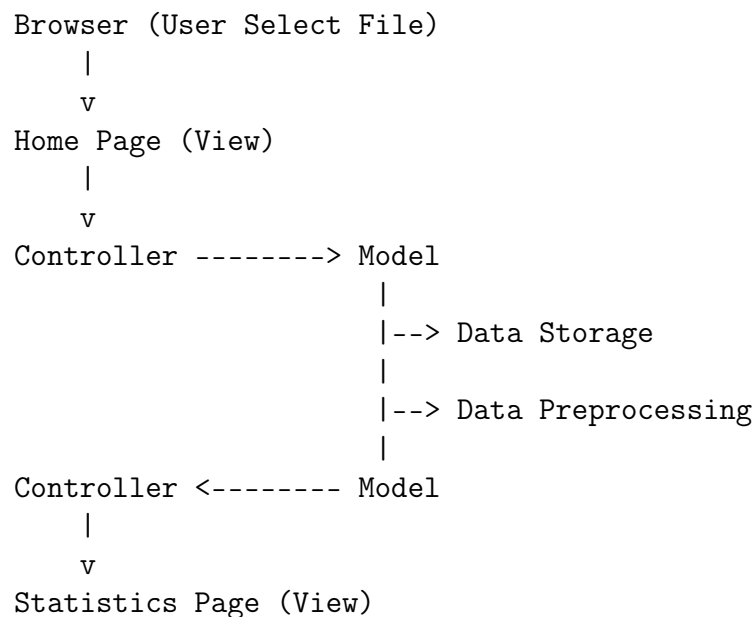 Browser (User Select File)
|
v
Home Page (View)
|
v
Controller --------> Model
|
|--> Data Storage
|
|--> Data Preprocessing
|
Controller <-------- Model
|
v
Statistics Page (View)